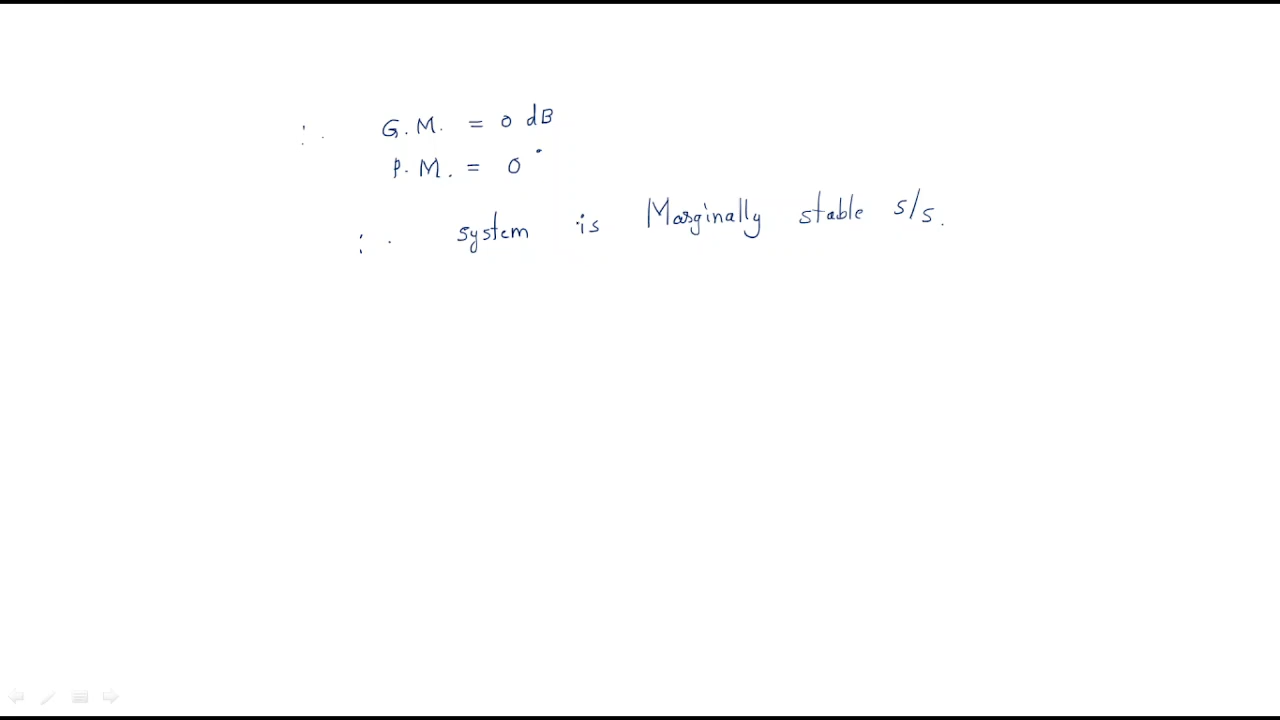 ∴ G.M. = 0 dB
P.M. = 0°
∴ system is Marginally stable s/s.